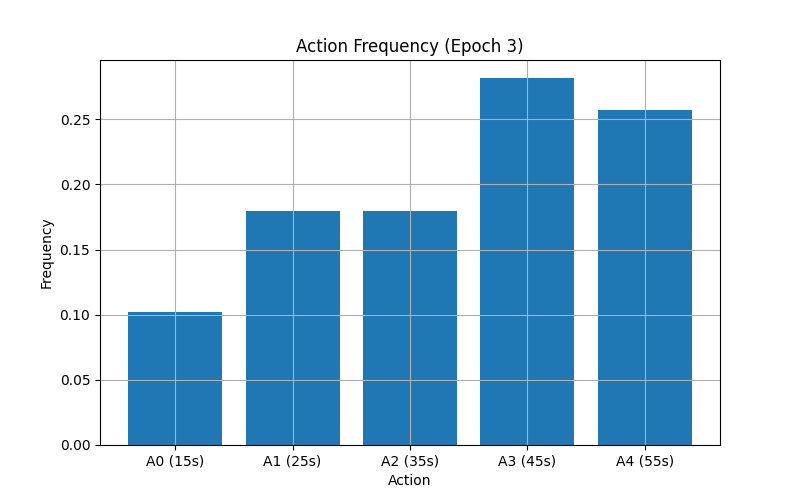 Action Frequency (Epoch 3)
Frequency
0.25
0.20
0.15
0.10
0.05
0.00
A0 (15s) A1 (25s) A2 (35s) A3 (45s) A4 (55s)
Action